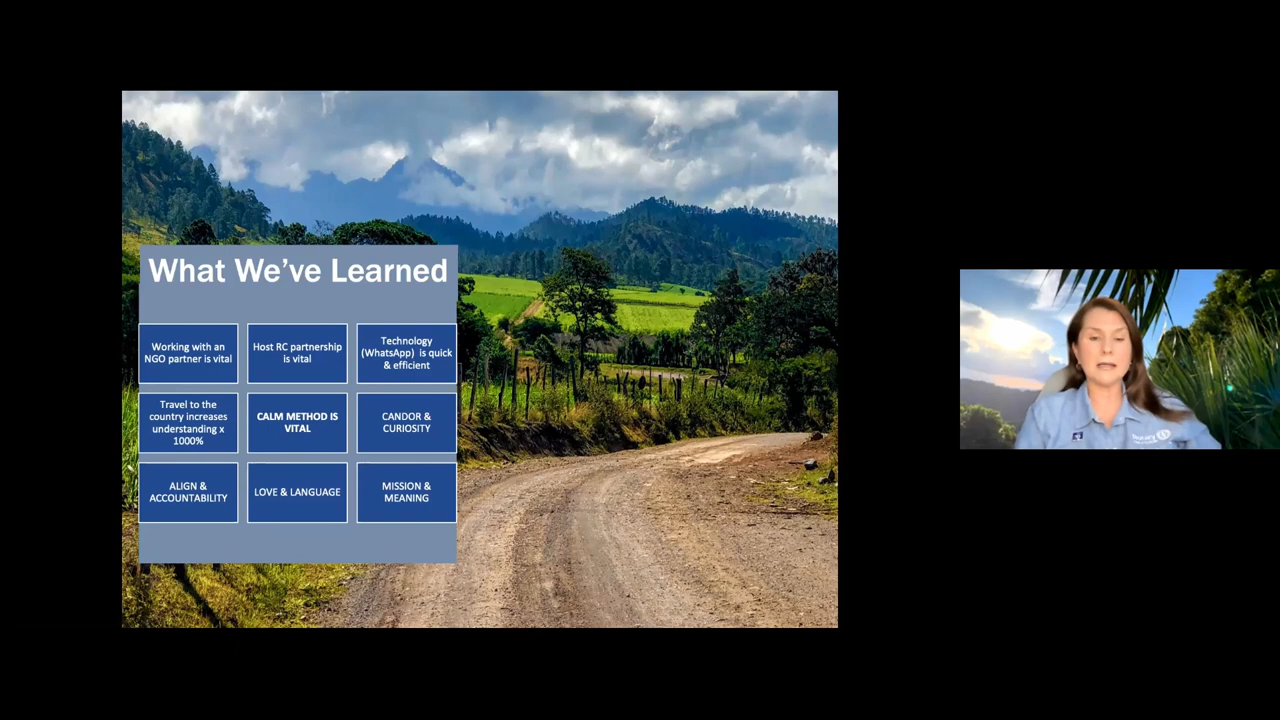 What We've Learned
Working with an
NGO partner is vital
Host RC partnership
is vital
Technology
(WhatsApp) is quick
& efficient
Travel to the
country increases
understanding x
1000%
CALM METHOD IS
VITAL
CANDOR &
CURIOSITY
ALIGN &
ACCOUNTABILITY
LOVE & LANGUAGE
MISSION &
MEANING
Rotary